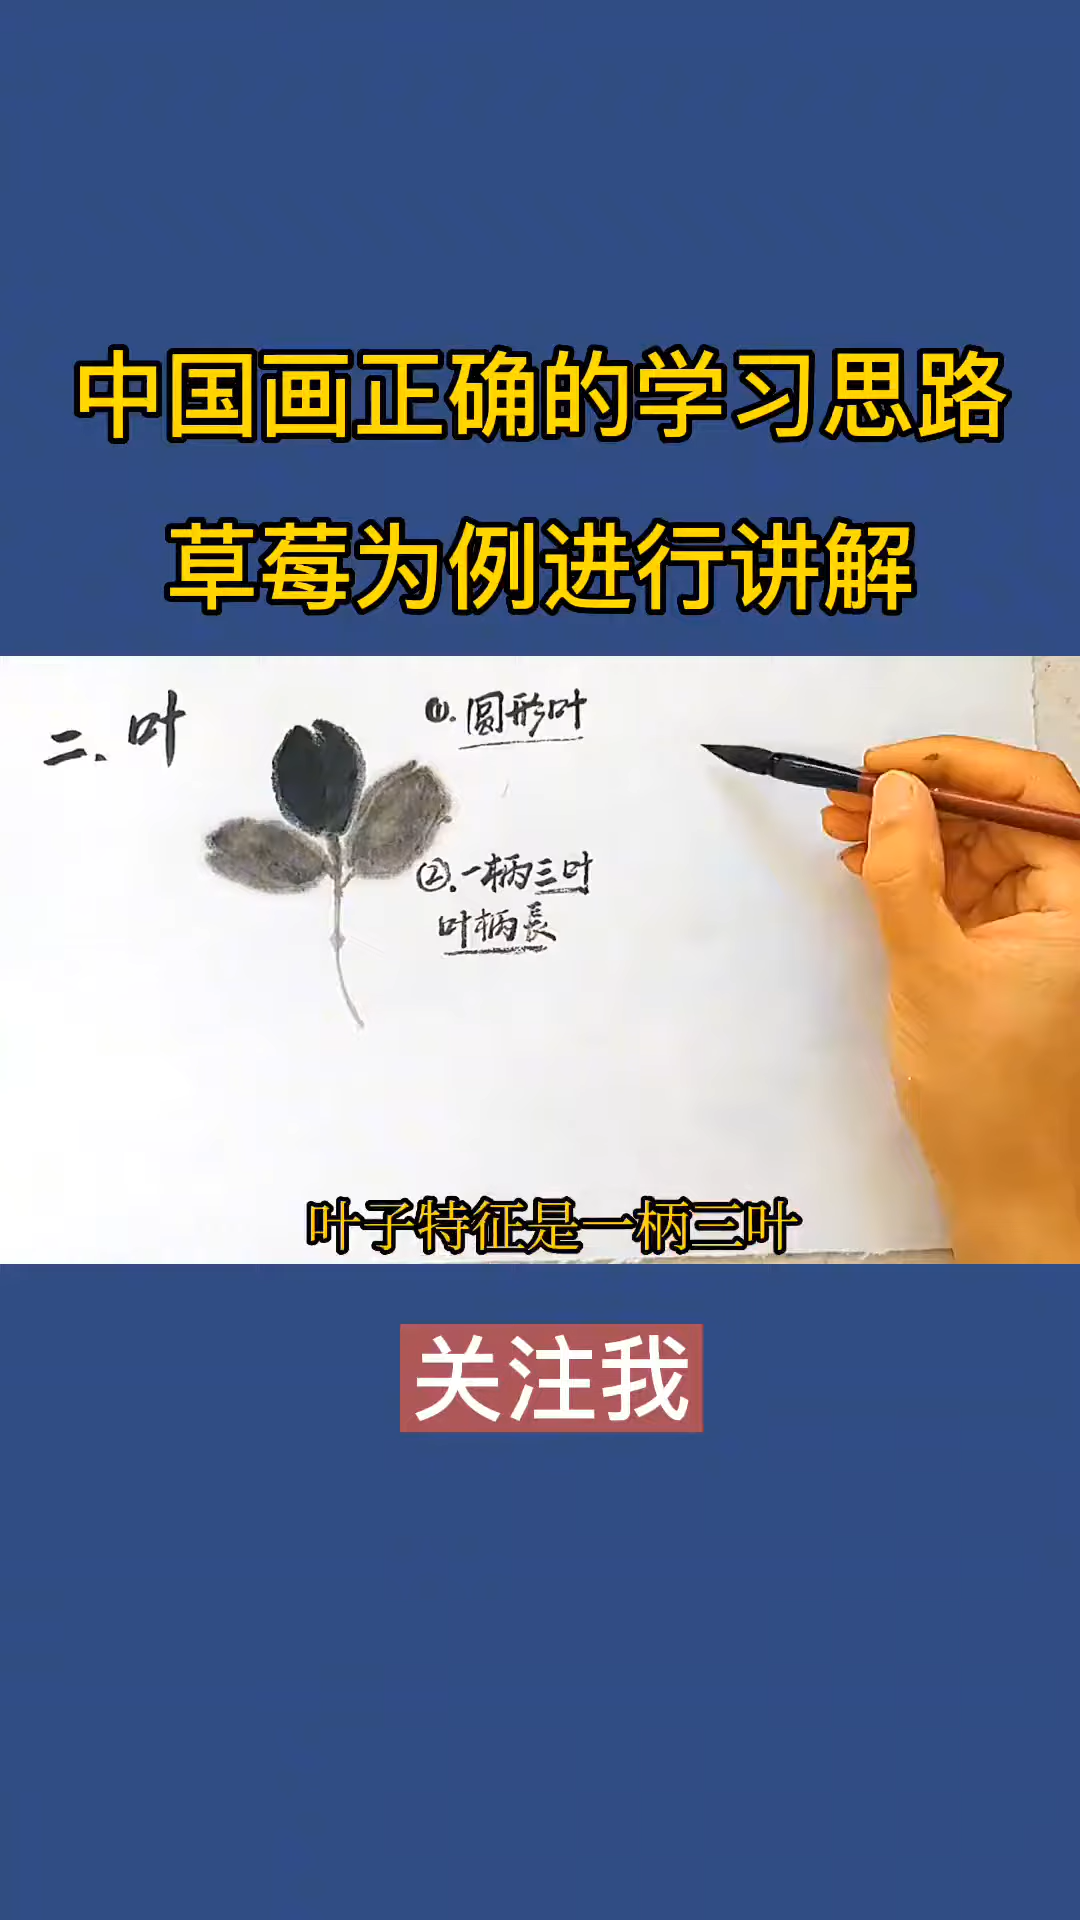 中国画正确的学习思路
草莓为例进行讲解
二.叶
①.圆形叶
②.一柄三叶
叶柄長
叶子特征是一柄三叶
关注我